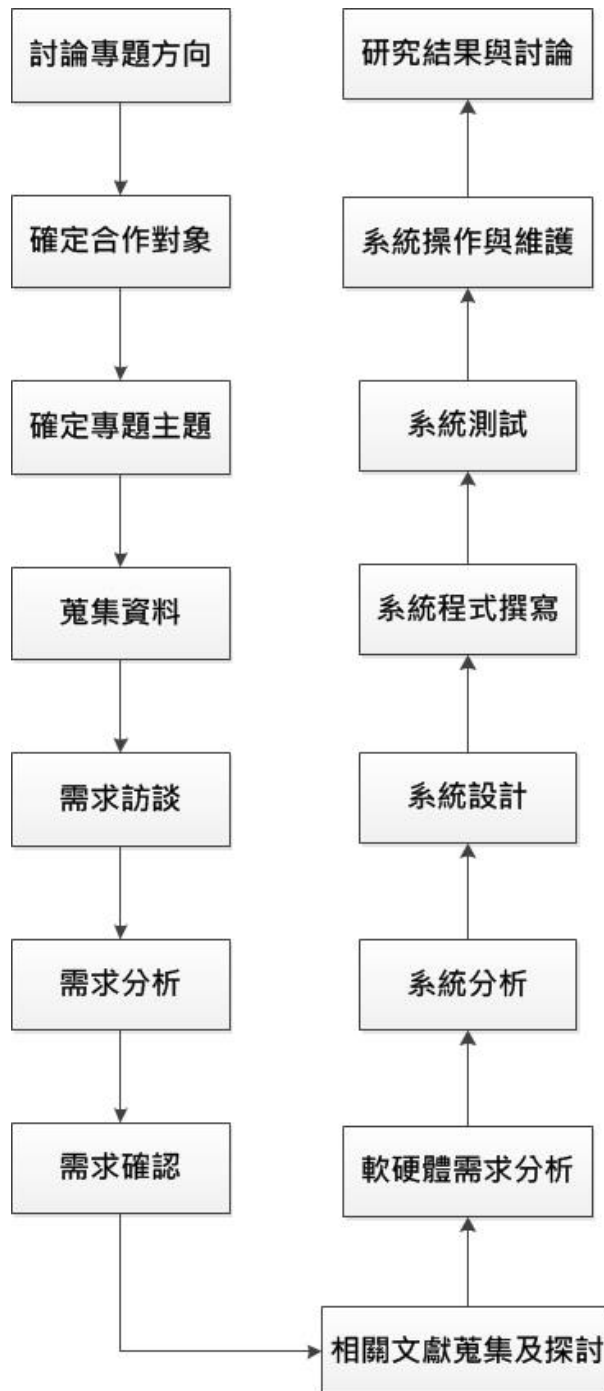 討論專題方向
確定合作對象
確定專題主題
蒐集資料
需求訪談
需求分析
需求確認
相關文獻蒐集及探討
軟硬體需求分析
系統分析
系統設計
系統程式撰寫
系統測試
系統操作與維護
研究結果與討論